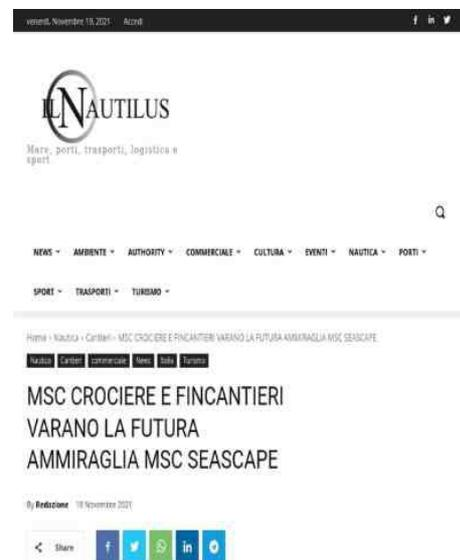 venerdì, Novembre 19, 2021 Accedi
IL NAUTILUS
Mare, porti, trasporti, logistica e
sport
NEWS AMBIENTE AUTHORITY COMMERCIALE CULTURA EVENTI NAUTICA PORTI
SPORT TRASPORTI TURISMO
Home › Nautica › Cantieri › MSC CROCIERE E FINCANTIERI VARANO LA FUTURA AMMIRAGLIA MSC SEASCAPE
Nautica Cantieri commerciale News Italia Turismo
MSC CROCIERE E FINCANTIERI
VARANO LA FUTURA
AMMIRAGLIA MSC SEASCAPE
By Redazione 18 Novembre 2021
Share